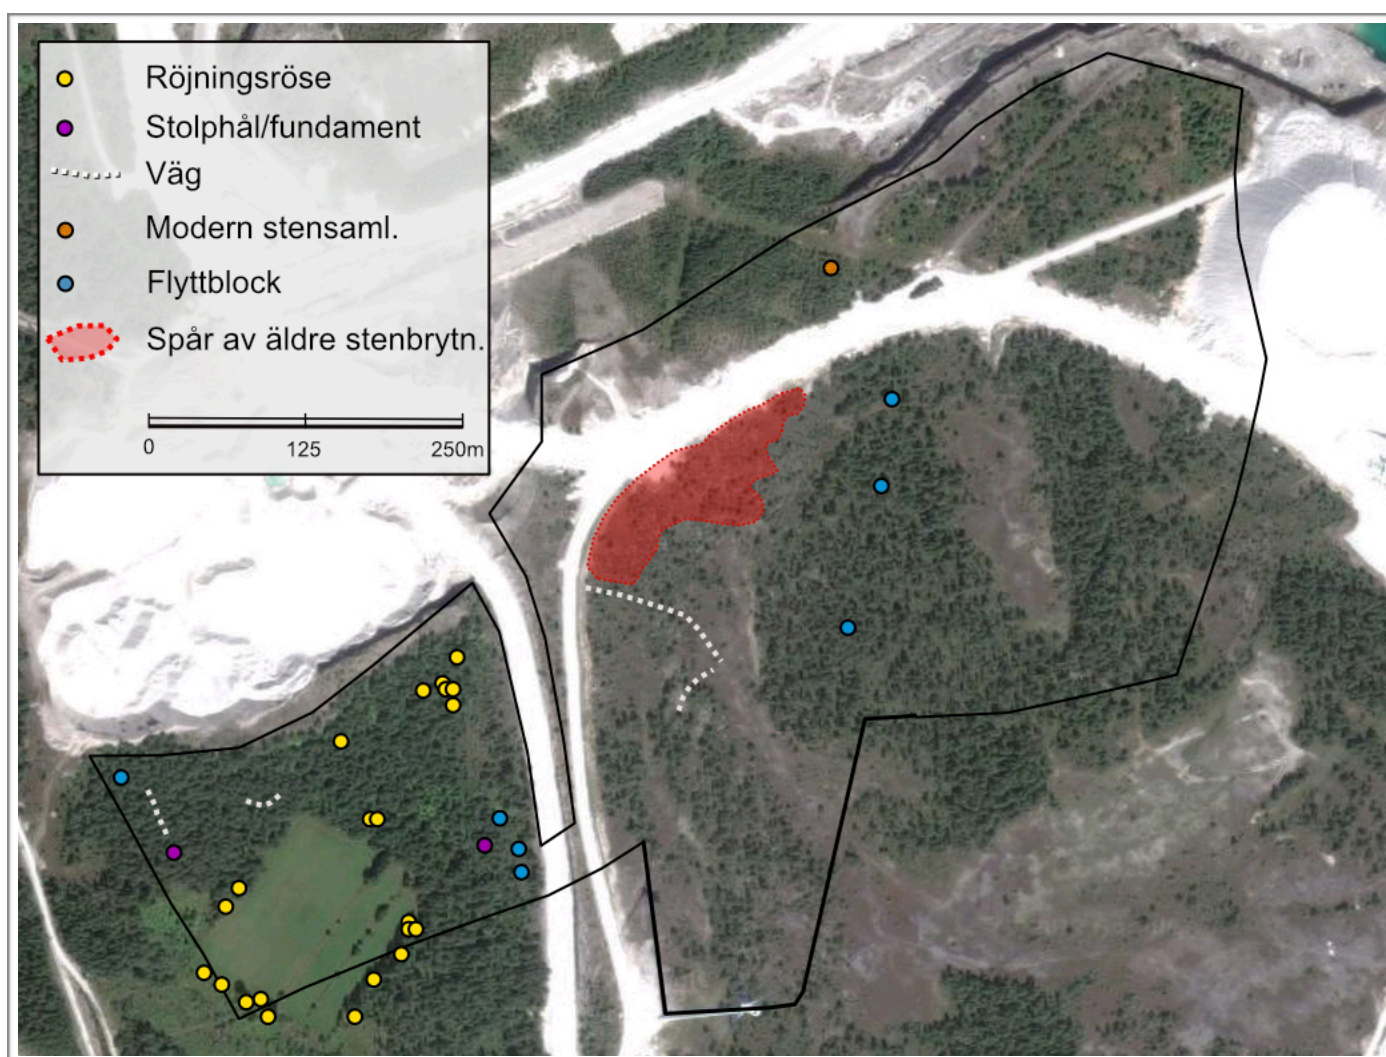 Röjningsröse
Stolphål/fundament
Väg
Modern stensaml.
Flyttblock
Spår av äldre stenbrytn.
0 125 250m